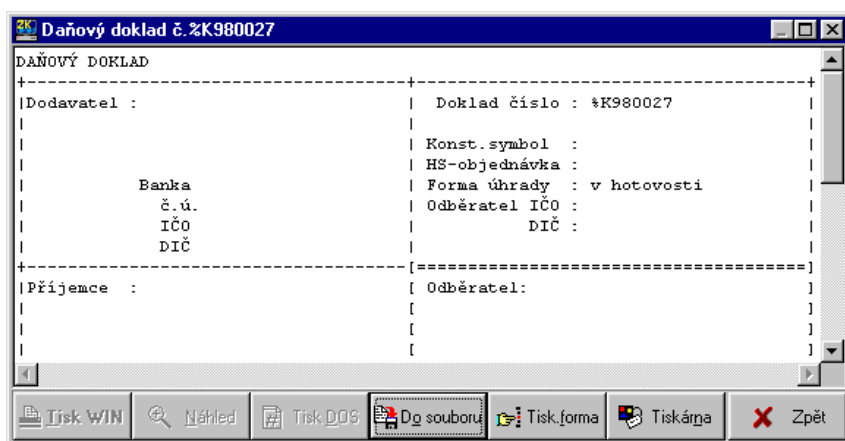 Daňový doklad č.%K980027
DAŇOVÝ DOKLAD
+----------------------------------------------+-----------------------------------------------+
|Dodavatel : | Doklad číslo : %K980027 |
| | |
| | Konst.symbol : |
| | HS-objednávka : |
| Banka | Forma úhrady : v hotovosti |
| č.ú. | Odběratel IČO : |
| IČO | DIČ : |
| DIČ | |
+----------------------------------------------[===============================================]
|Příjemce : [ Odběratel: ]
| [ ]
| [ ]
| [ ]
Tisk WIN Náhled Tisk DOS Do souboru Tisk.forma Tiskárna Zpět